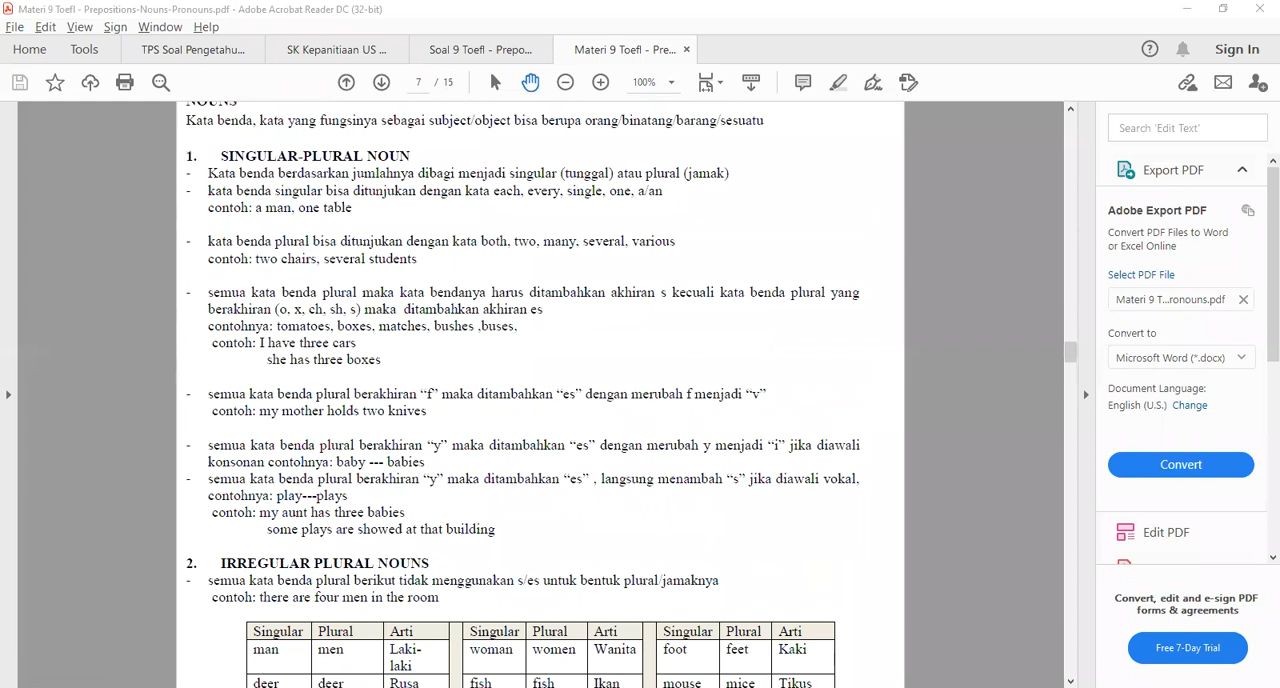 Materi 9 Toefl - Prepositions-Nouns-Pronouns.pdf - Adobe Acrobat Reader DC (32-bit)
File Edit View Sign Window Help
Home Tools TPS Soal Pengetahu... SK Kepanitiaan US ... Soal 9 Toefl - Prepo... Materi 9 Toefl - Pre... × Sign In
7 / 15 100%
NOUNS
Kata benda, kata yang fungsinya sebagai subject/object bisa berupa orang/binatang/barang/sesuatu
1. SINGULAR-PLURAL NOUN
- Kata benda berdasarkan jumlahnya dibagi menjadi singular (tunggal) atau plural (jamak)
- kata benda singular bisa ditunjukan dengan kata each, every, single, one, a/an
contoh: a man, one table
- kata benda plural bisa ditunjukan dengan kata both, two, many, several, various
contoh: two chairs, several students
- semua kata benda plural maka kata bendanya harus ditambahkan akhiran s kecuali kata benda plural yang
berakhiran (o, x, ch, sh, s) maka ditambahkan akhiran es
contohnya: tomatoes, boxes, matches, bushes ,buses,
contoh: I have three cars
she has three boxes
- semua kata benda plural berakhiran “f” maka ditambahkan “es” dengan merubah f menjadi “v”
contoh: my mother holds two knives
- semua kata benda plural berakhiran “y” maka ditambahkan “es” dengan merubah y menjadi “i” jika diawali
konsonan contohnya: baby --- babies
- semua kata benda plural berakhiran “y” maka ditambahkan “es” , langsung menambah “s” jika diawali vokal,
contohnya: play---plays
contoh: my aunt has three babies
some plays are showed at that building
2. IRREGULAR PLURAL NOUNS
- semua kata benda plural berikut tidak menggunakan s/es untuk bentuk plural/jamaknya
contoh: there are four men in the room
Singular Plural Arti Singular Plural Arti Singular Plural Arti
man men Laki- woman women Wanita foot feet Kaki
laki
deer deer Rusa fish fish Ikan mouse mice Tikus
Search 'Edit Text'
Export PDF
Adobe Export PDF
Convert PDF Files to Word
or Excel Online
Select PDF File
Materi 9 T...ronouns.pdf
Convert to
Microsoft Word (*.docx)
Document Language:
English (U.S.) Change
Convert
Edit PDF
Convert, edit and e-sign PDF
forms & agreements
Free 7-Day Trial